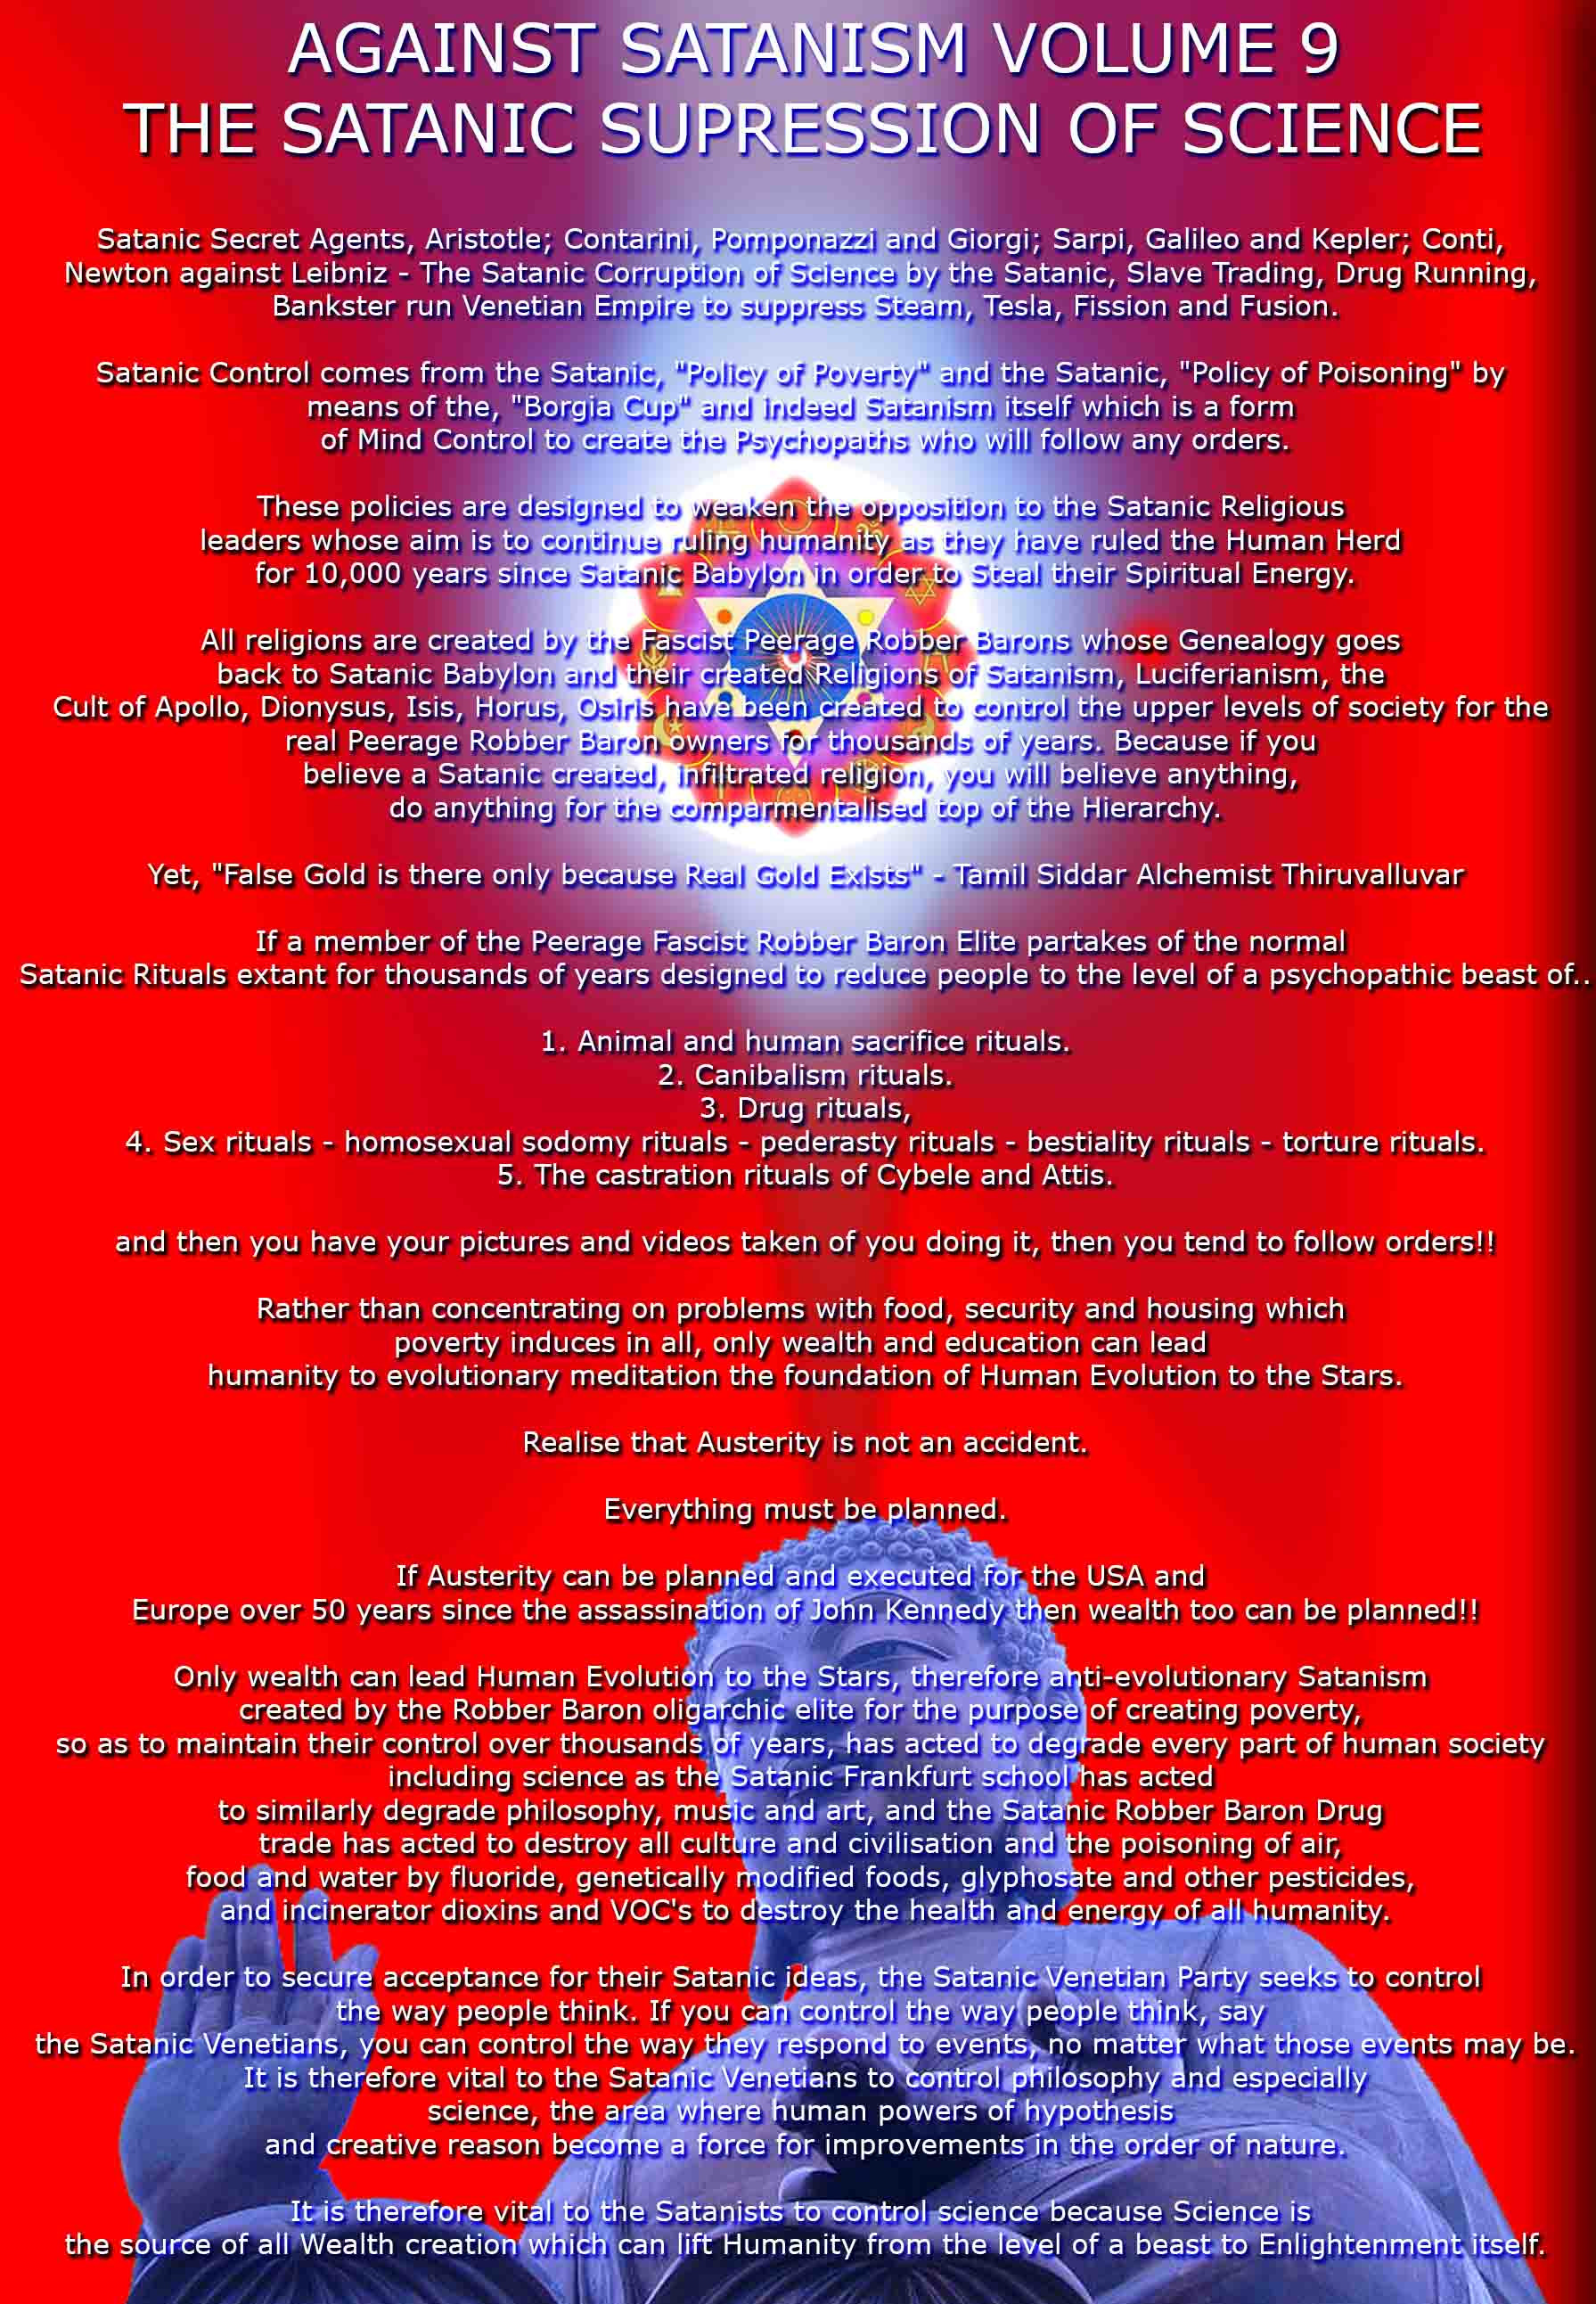 AGAINST SATANISM VOLUME 9
THE SATANIC SUPRESSION OF SCIENCE
Satanic Secret Agents, Aristotle; Contarini, Pomponazzi and Giorgi; Sarpi, Galileo and Kepler; Conti,
Newton against Leibniz - The Satanic Corruption of Science by the Satanic, Slave Trading, Drug Running,
Bankster run Venetian Empire to suppress Steam, Tesla, Fission and Fusion.
Satanic Control comes from the Satanic, "Policy of Poverty" and the Satanic, "Policy of Poisoning" by
means of the, "Borgia Cup" and indeed Satanism itself which is a form
of Mind Control to create the Psychopaths who will follow any orders.
These policies are designed to weaken the opposition to the Satanic Religious
leaders whose aim is to continue ruling humanity as they have ruled the Human Herd
for 10,000 years since Satanic Babylon in order to Steal their Spiritual Energy.
All religions are created by the Fascist Peerage Robber Barons whose Genealogy goes
back to Satanic Babylon and their created Religions of Satanism, Luciferianism, the
Cult of Apollo, Dionysus, Isis, Horus, Osiris have been created to control the upper levels of society for the
real Peerage Robber Baron owners for thousands of years. Because if you
believe a Satanic created, infiltrated religion, you will believe anything,
do anything for the comparmentalised top of the Hierarchy.
Yet, "False Gold is there only because Real Gold Exists" - Tamil Siddar Alchemist Thiruvalluvar
If a member of the Peerage Fascist Robber Baron Elite partakes of the normal
Satanic Rituals extant for thousands of years designed to reduce people to the level of a psychopathic beast of..
1. Animal and human sacrifice rituals.
2. Canibalism rituals.
3. Drug rituals,
4. Sex rituals - homosexual sodomy rituals - pederasty rituals - bestiality rituals - torture rituals.
5. The castration rituals of Cybele and Attis.
and then you have your pictures and videos taken of you doing it, then you tend to follow orders!!
Rather than concentrating on problems with food, security and housing which
poverty induces in all, only wealth and education can lead
humanity to evolutionary meditation the foundation of Human Evolution to the Stars.
Realise that Austerity is not an accident.
Everything must be planned.
If Austerity can be planned and executed for the USA and
Europe over 50 years since the assassination of John Kennedy then wealth too can be planned!!
Only wealth can lead Human Evolution to the Stars, therefore anti-evolutionary Satanism
created by the Robber Baron oligarchic elite for the purpose of creating poverty,
so as to maintain their control over thousands of years, has acted to degrade every part of human society
including science as the Satanic Frankfurt school has acted
to similarly degrade philosophy, music and art, and the Satanic Robber Baron Drug
trade has acted to destroy all culture and civilisation and the poisoning of air,
food and water by fluoride, genetically modified foods, glyphosate and other pesticides,
and incinerator dioxins and VOC's to destroy the health and energy of all humanity.
In order to secure acceptance for their Satanic ideas, the Satanic Venetian Party seeks to control
the way people think. If you can control the way people think, say
the Satanic Venetians, you can control the way they respond to events, no matter what those events may be.
It is therefore vital to the Satanic Venetians to control philosophy and especially
science, the area where human powers of hypothesis
and creative reason become a force for improvements in the order of nature.
It is therefore vital to the Satanists to control science because Science is
the source of all Wealth creation which can lift Humanity from the level of a beast to Enlightenment itself.